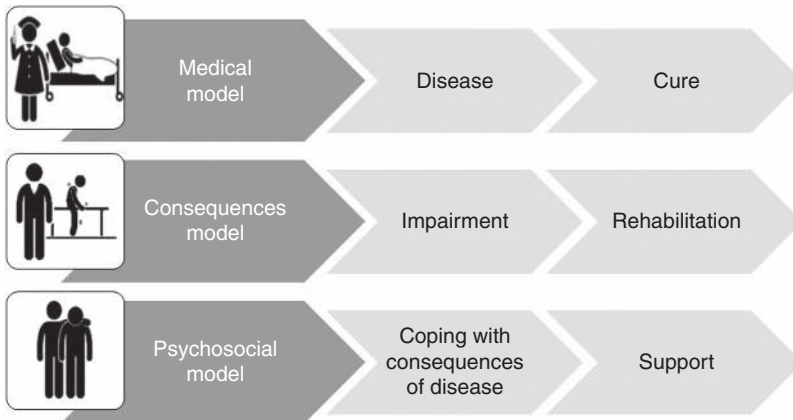 Medical
model
Disease
Cure
Consequences
model
Impairment
Rehabilitation
Psychosocial
model
Coping with
consequences
of disease
Support